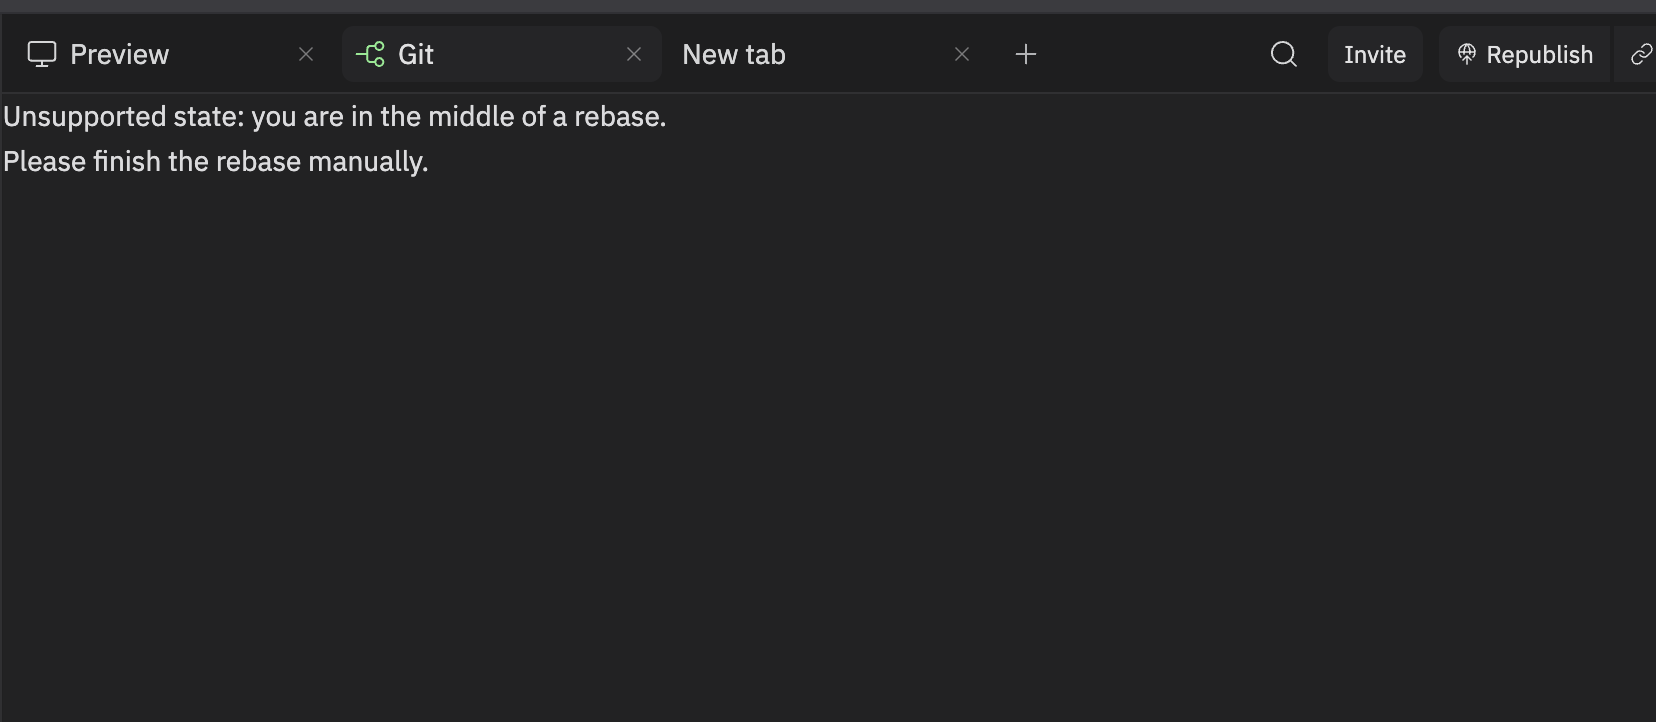 Preview Git New tab Invite Republish
Unsupported state: you are in the middle of a rebase.
Please finish the rebase manually.